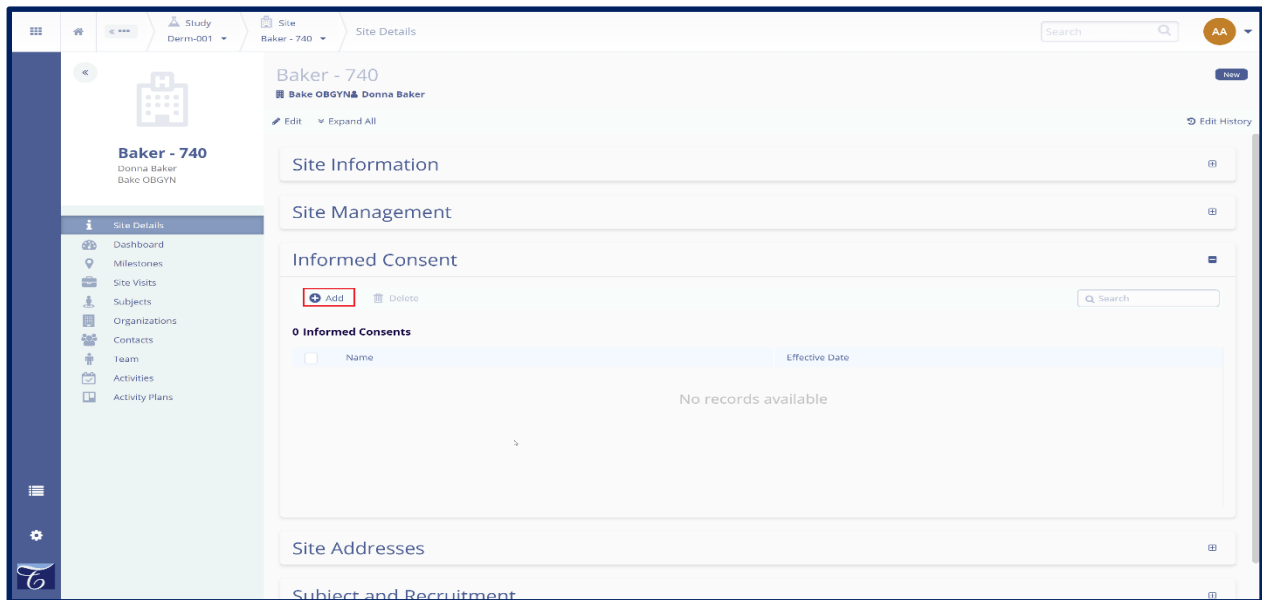 Study
Derm-001
Site
Baker - 740
Site Details
Search
AA
Baker - 740
Donna Baker
Bake OBGYN
Site Details
Dashboard
Milestones
Site Visits
Subjects
Organizations
Contacts
Team
Activities
Activity Plans
Baker - 740
New
Bake OBGYN Donna Baker
Edit Expand All Edit History
Site Information
Site Management
Informed Consent
Add Delete Search
0 Informed Consents
Name Effective Date
No records available
Site Addresses
Subject and Recruitment